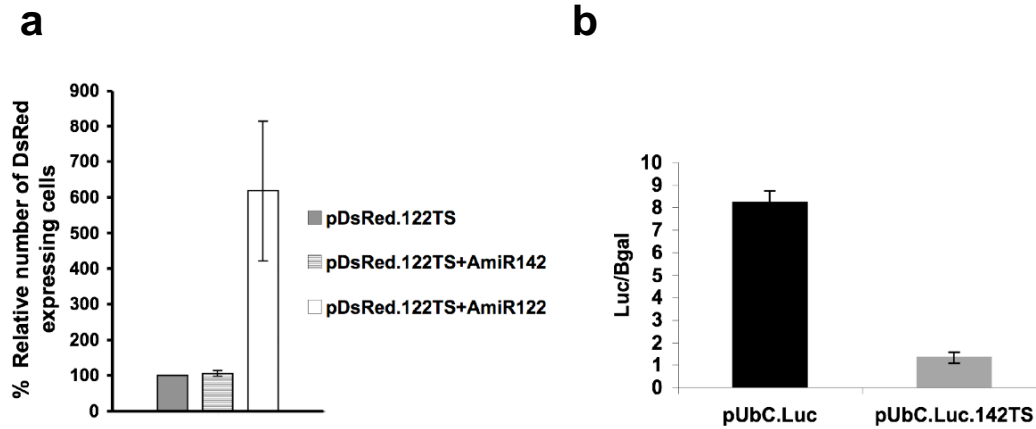 a
b
% Relative number of DsRed
expressing cells
900
800
700
600
500
400
300
200
100
0
pDsRed.122TS
pDsRed.122TS+AmiR142
pDsRed.122TS+AmiR122
Luc/Bgal
10
9
8
7
6
5
4
3
2
1
0
pUbC.Luc
pUbC.Luc.142TS